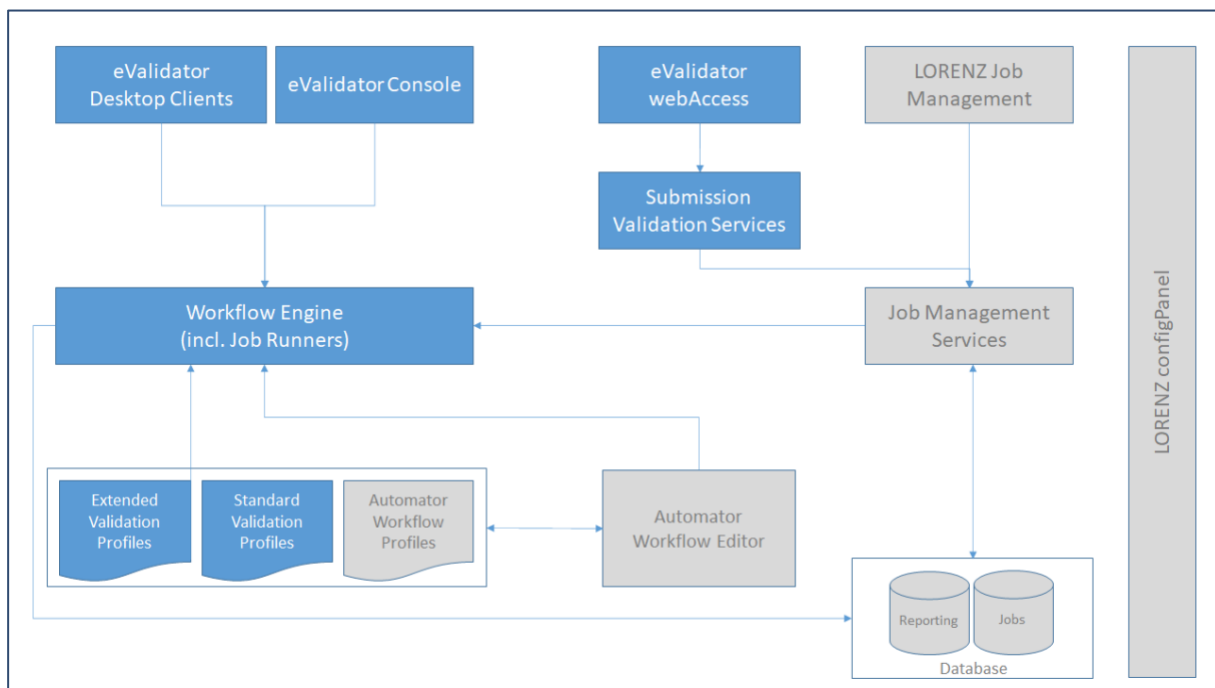 eValidator
Desktop Clients
eValidator Console
eValidator
webAccess
LORENZ Job
Management
Submission
Validation Services
Workflow Engine
(incl. Job Runners)
Job Management
Services
LORENZ configPanel
Extended
Validation
Profiles
Standard
Validation
Profiles
Automator
Workflow
Profiles
Automator
Workflow Editor
Reporting
Jobs
Database